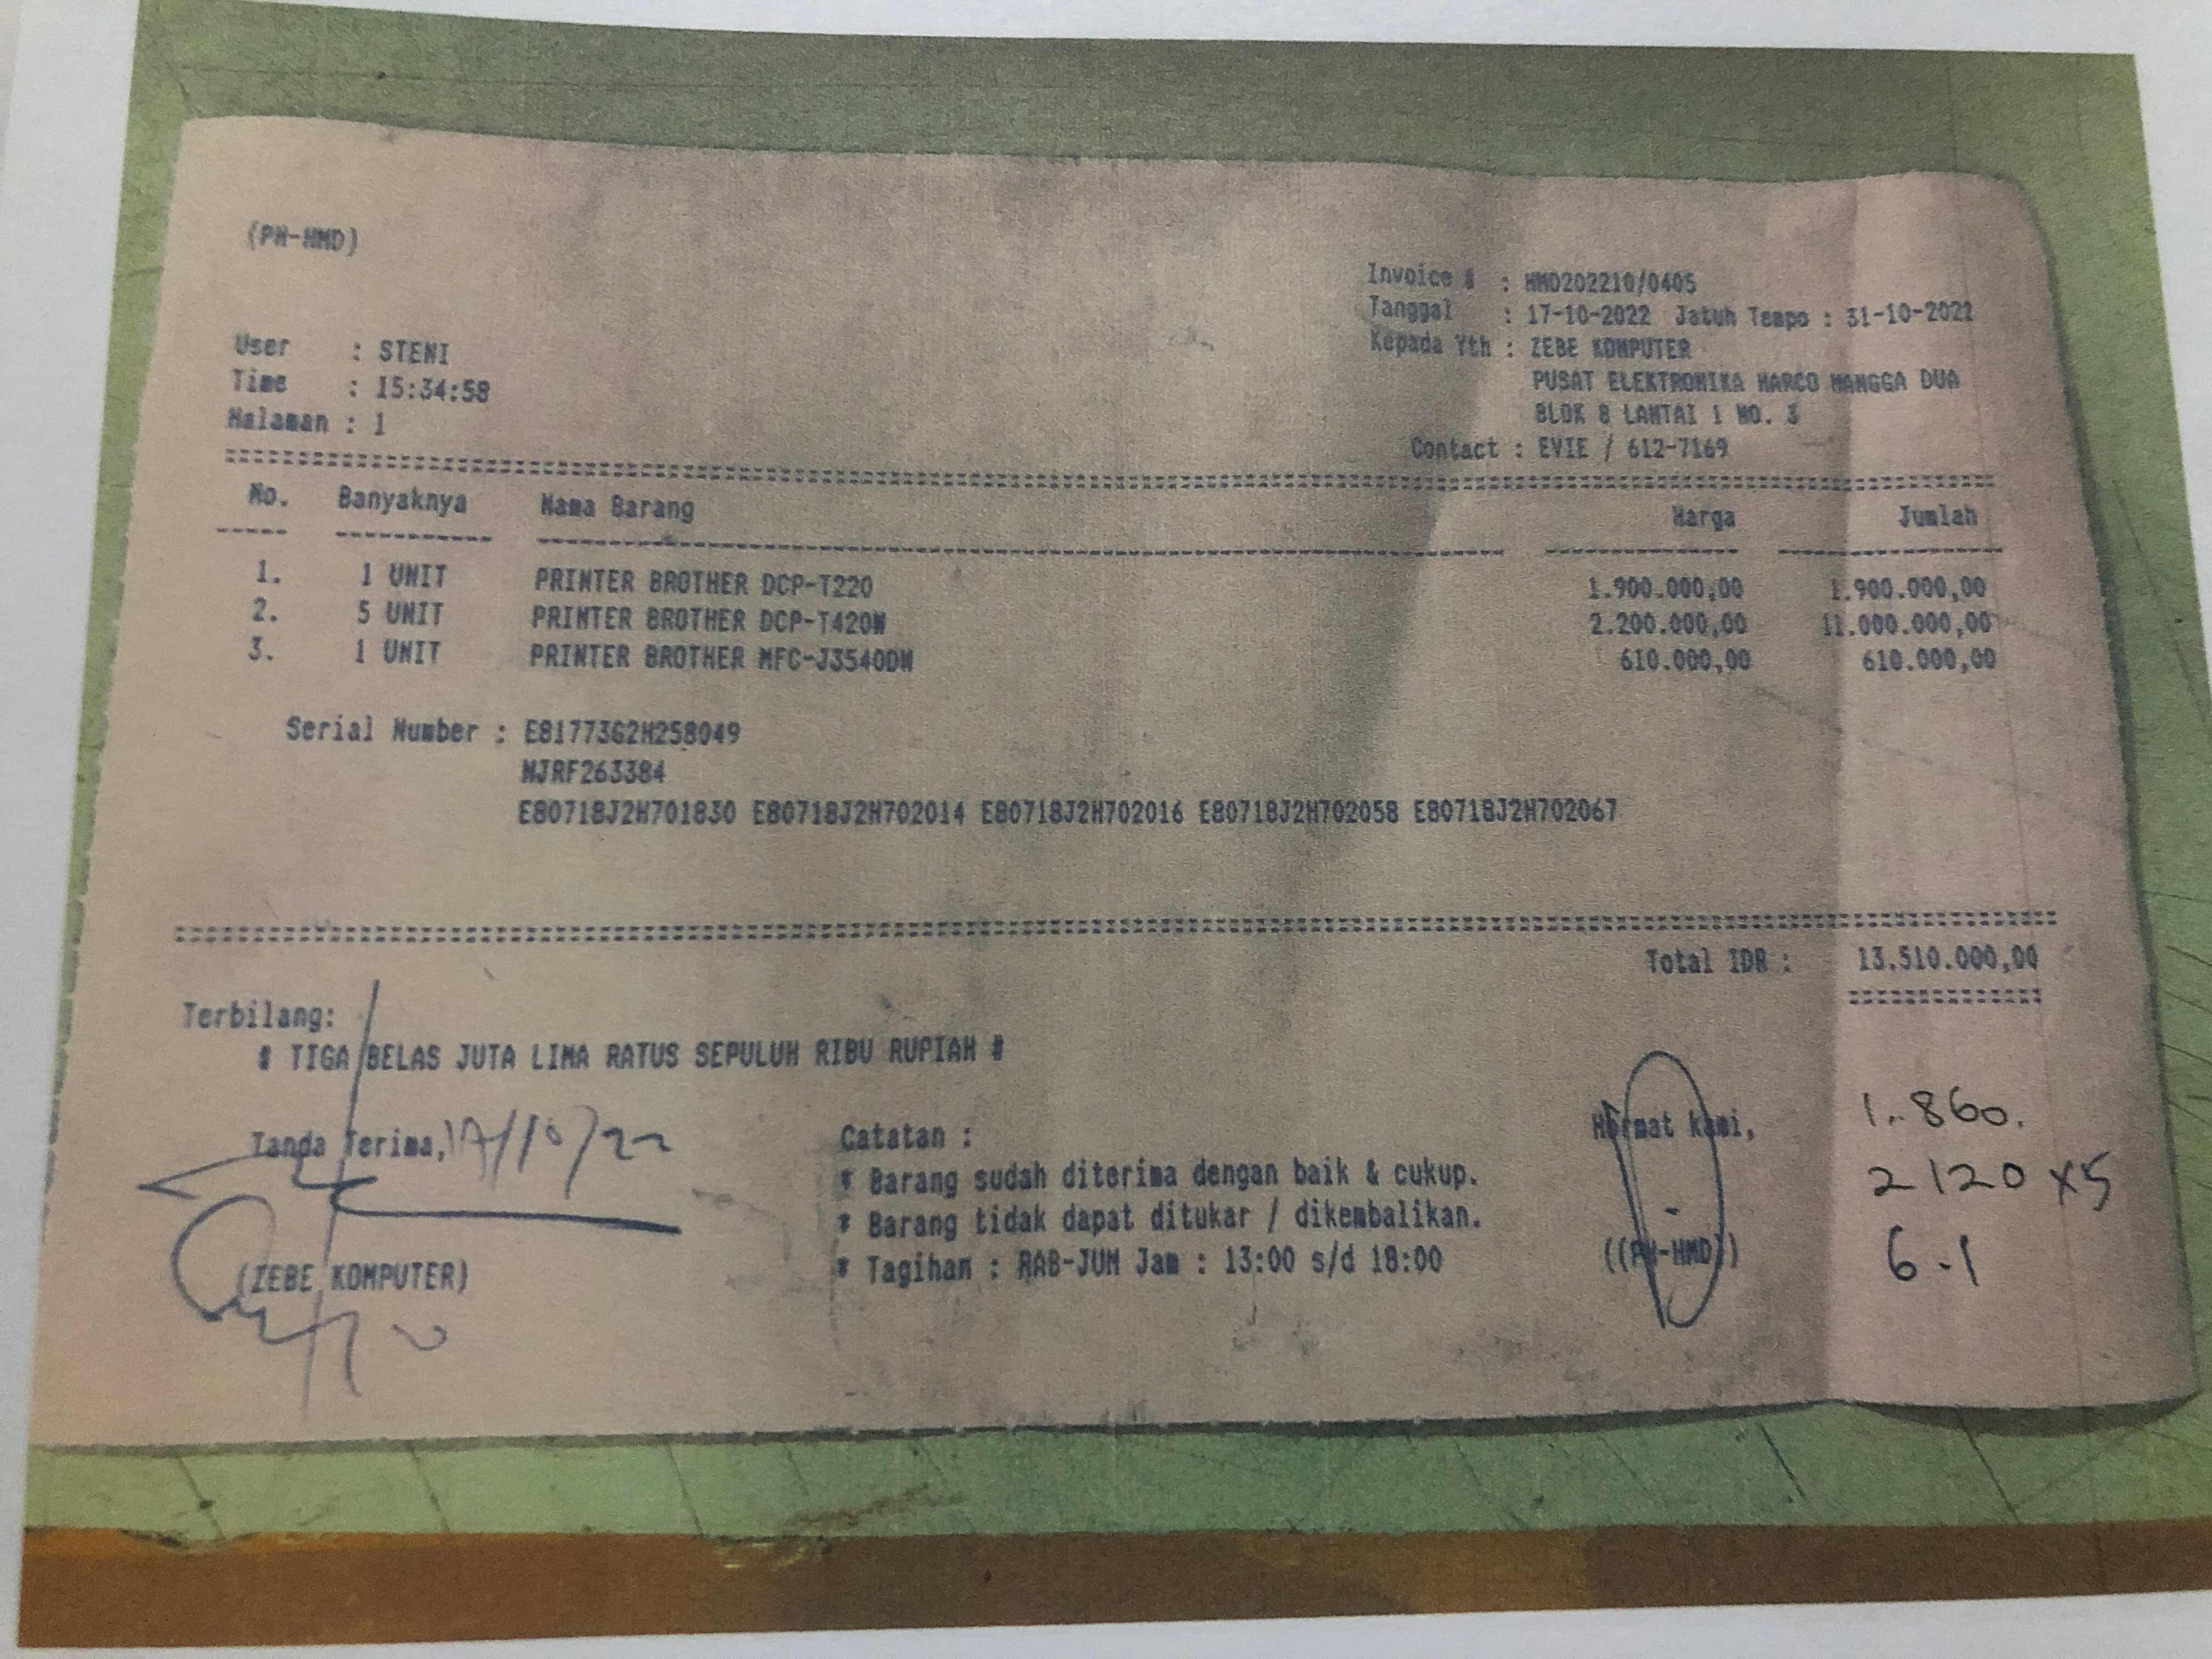 (PH-HMD)
Invoice # : HMD202210/0405
Tanggal : 17-10-2022 Jatuh Tempo : 31-10-2022
Kepada Yth : ZEBE KOMPUTER
PUSAT ELEKTRONIKA HARCO MANGGA DUA
BLOK B LANTAI 1 NO. 3
Contact : EVIE / 612-7169
User : STENI
Time : 15:34:58
Halaman : 1
No. Banyaknya Nama Barang Harga Jumlah
1. 1 UNIT PRINTER BROTHER DCP-T220 1.900.000,00 1.900.000,00
2. 5 UNIT PRINTER BROTHER DCP-T420W 2.200.000,00 11.000.000,00
3. 1 UNIT PRINTER BROTHER MFC-J3540DW 610.000,00 610.000,00
Serial Number : E81773G2H258049
MJRF263384
E80718J2H701830 E80718J2H702014 E80718J2H702016 E80718J2H702058 E80718J2H702067
Total IDR : 13.510.000,00
Terbilang:
# TIGA BELAS JUTA LIMA RATUS SEPULUH RIBU RUPIAH #
Tanda Terima, 17/10/22
(ZEBE KOMPUTER)
Catatan :
* Barang sudah diterima dengan baik & cukup.
* Barang tidak dapat ditukar / dikembalikan.
* Tagihan : RAB-JUM Jam : 13:00 s/d 18:00
Hormat kami,
((PH-HMD))
1.860.
2120 x5
6.1